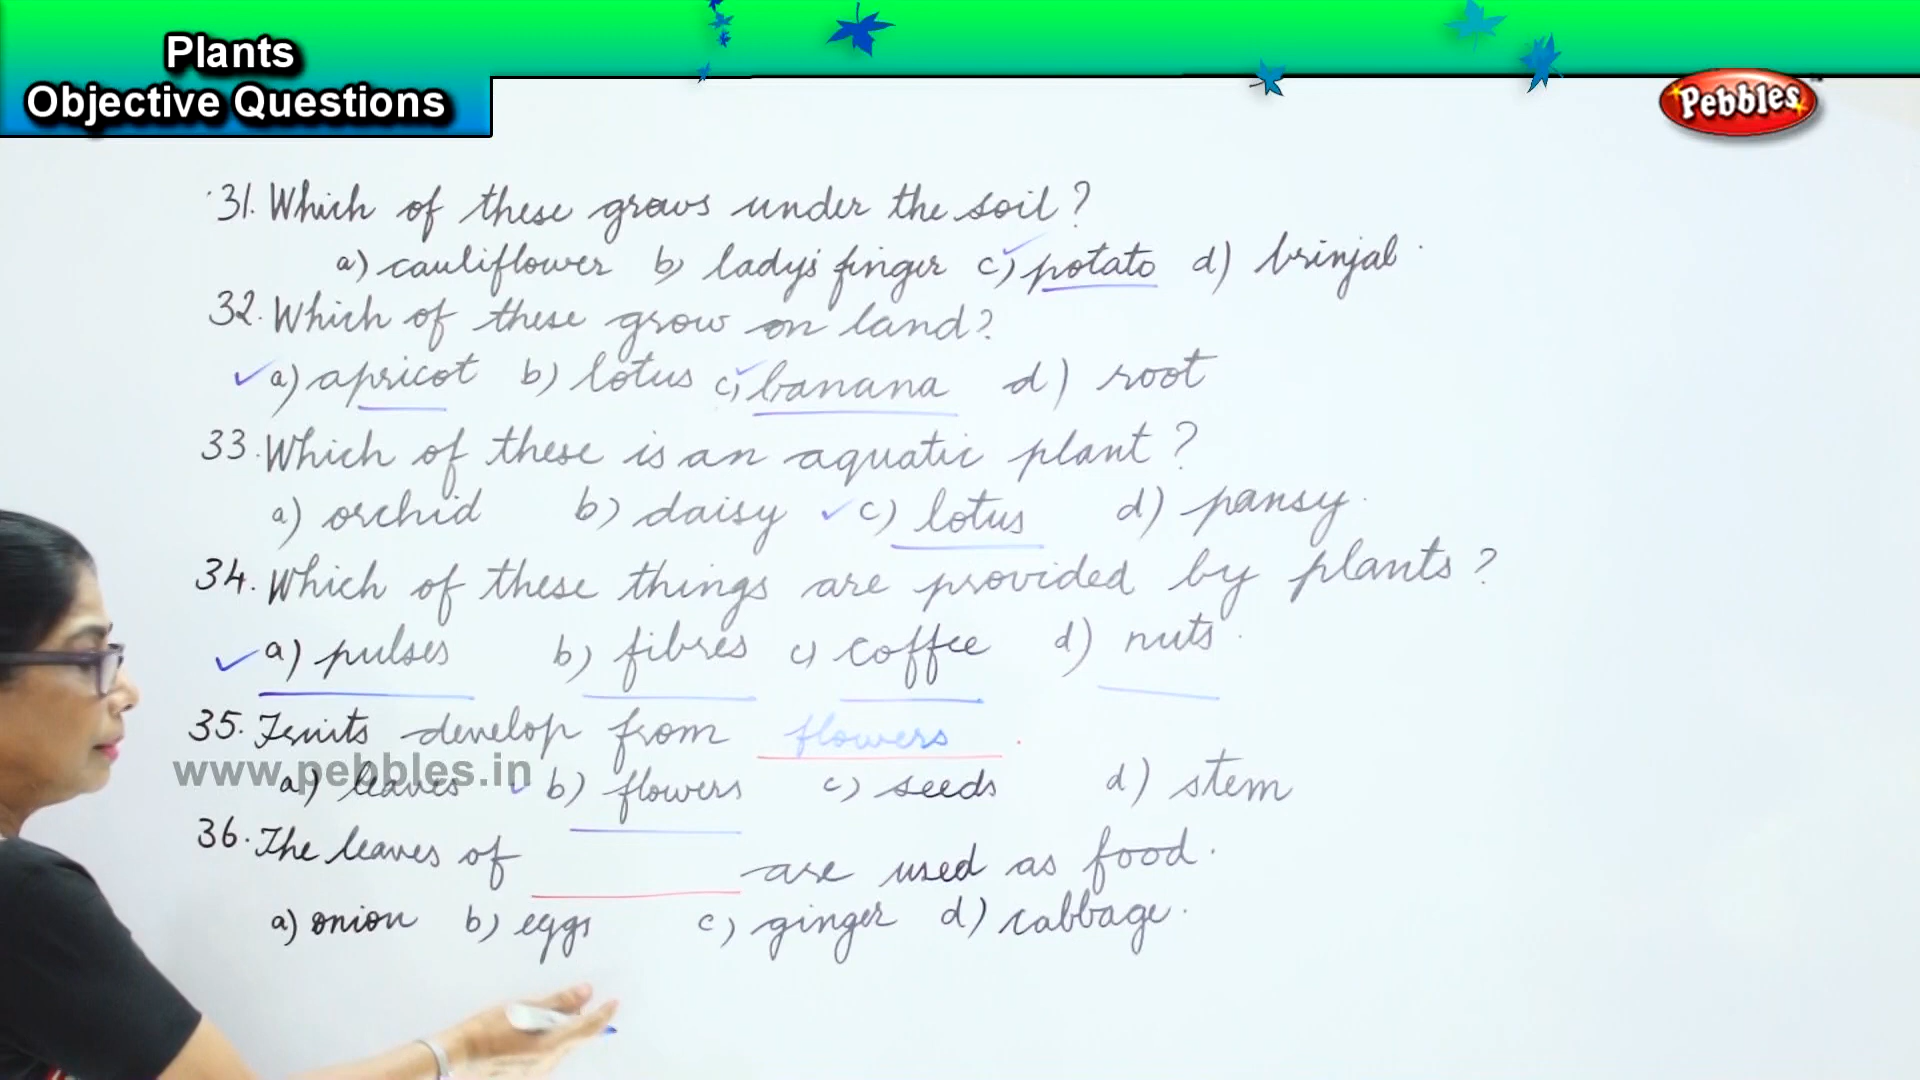 Plants
Objective Questions
Pebbles
31. Which of these grows under the soil?
a) cauliflower b) lady's finger c) potato d) brinjal.
32. Which of these grow on land?
a) apricot b) lotus c) banana d) root
33. Which of these is an aquatic plant?
a) orchid b) daisy c) lotus d) pansy.
34. Which of these things are provided by plants?
a) pulses b) fibres c) coffee d) nuts.
35. Fruits develop from flowers.
www.pebbles.in
a) leaves b) flowers c) seeds d) stem
36. The leaves of ______ are used as food.
a) onion b) eggs c) ginger d) cabbage.